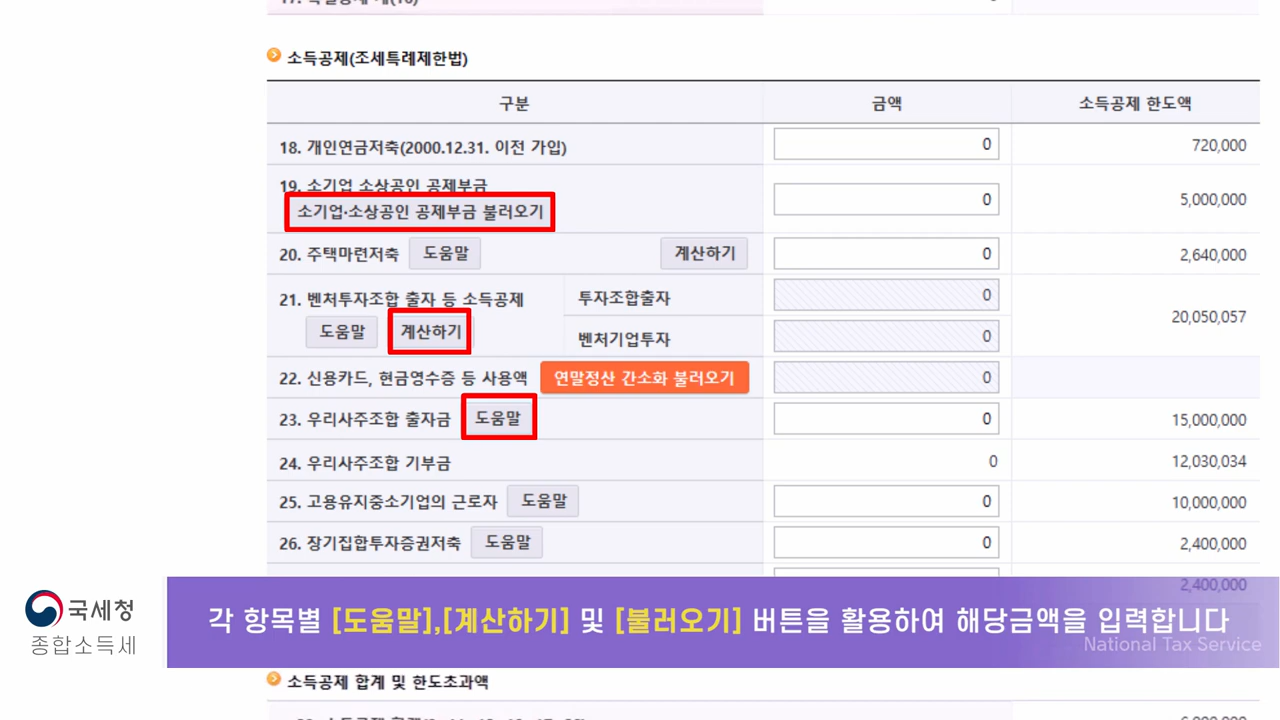 소득공제(조세특례제한법)
구분 금액 소득공제 한도액
18. 개인연금저축(2000.12.31. 이전 가입) 0 720,000
19. 소기업 소상공인 공제부금
소기업·소상공인 공제부금 불러오기 0 5,000,000
20. 주택마련저축 도움말 계산하기 0 2,640,000
21. 벤처투자조합 출자 등 소득공제 투자조합출자 0
20,050,057
도움말 계산하기 벤처기업투자 0
22. 신용카드, 현금영수증 등 사용액 연말정산 간소화 불러오기 0
23. 우리사주조합 출자금 도움말 0 15,000,000
24. 우리사주조합 기부금 0 12,030,034
25. 고용유지중소기업의 근로자 도움말 0 10,000,000
26. 장기집합투자증권저축 도움말 0 2,400,000
2,400,000
국세청
종합소득세
각 항목별 [도움말],[계산하기] 및 [불러오기] 버튼을 활용하여 해당금액을 입력합니다
National Tax Service
소득공제 합계 및 한도초과액